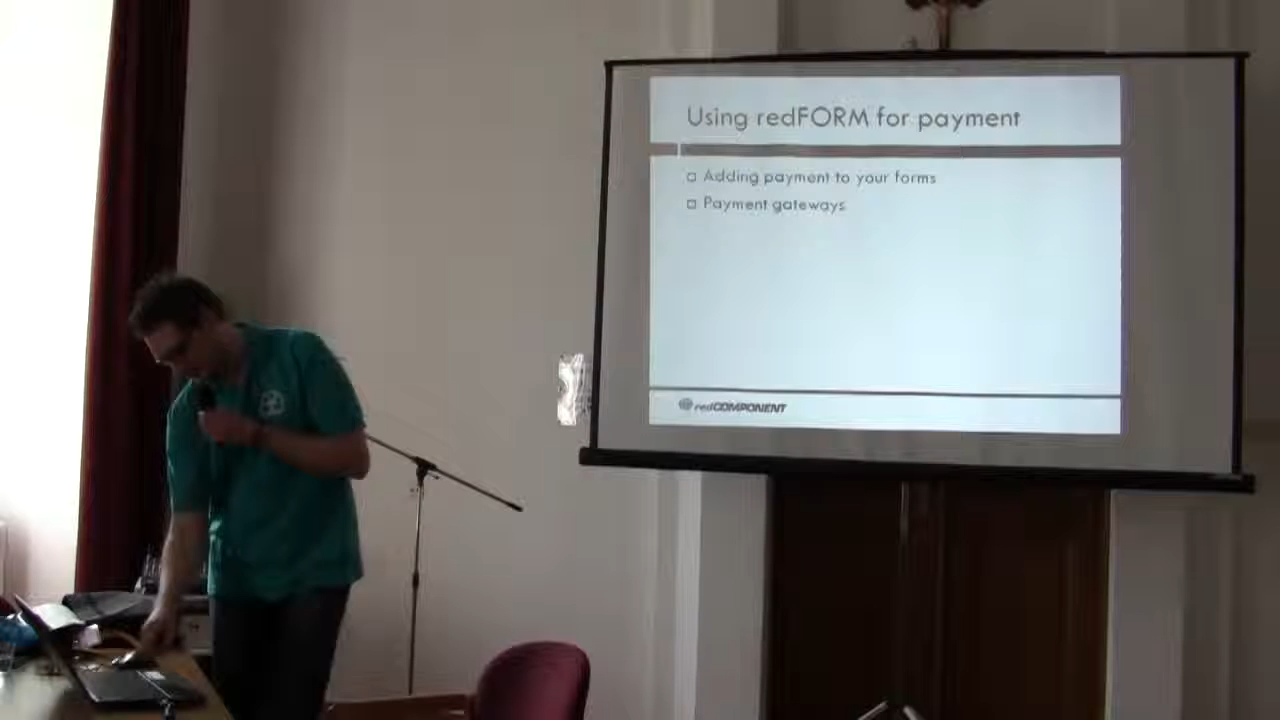 Using redFORM for payment
Adding payment to your forms
Payment gateways
redCOMPONENT